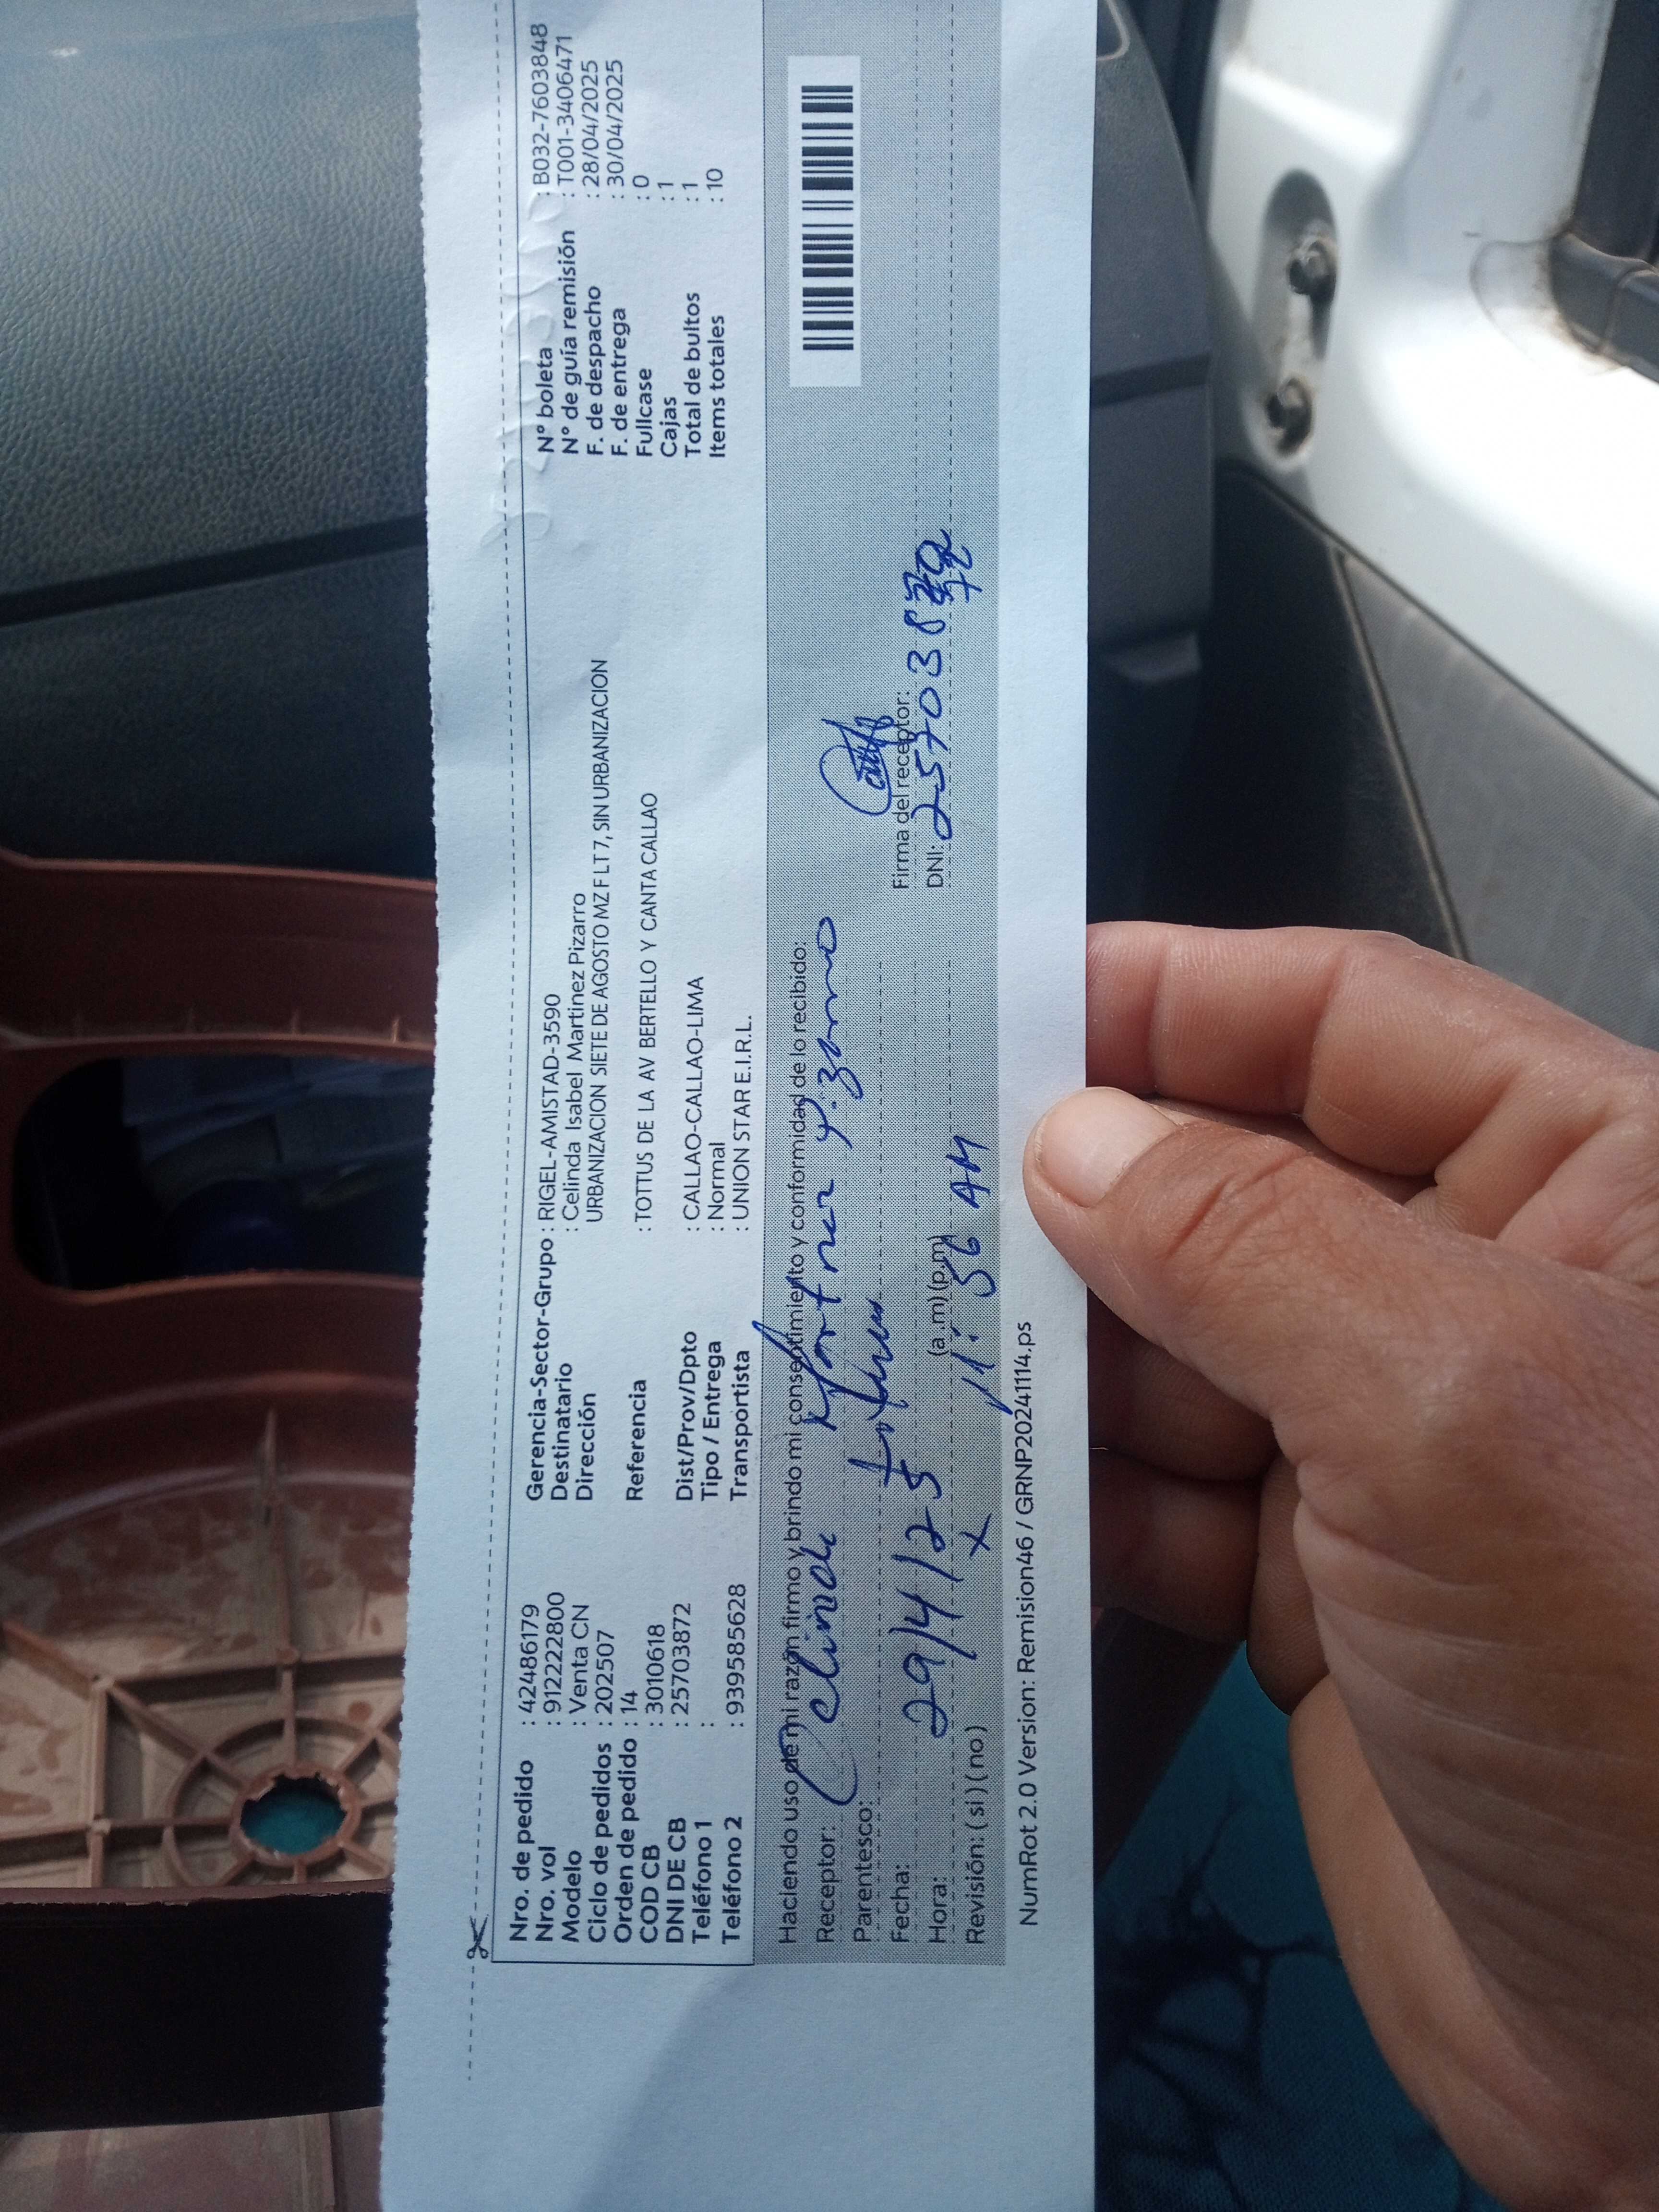 Nro. de pedido : 42486179
Nro. vol : 912222800
Modelo : Venta CN
Ciclo de pedidos : 202507
Orden de pedido : 14
COD CB : 3010618
DNI DE CB : 25703872
Teléfono 1 :
Teléfono 2 : 939585628
Gerencia-Sector-Grupo : RIGEL-AMISTAD-3590
Destinatario : Celinda Isabel Martinez Pizarro
Dirección URBANIZACION SIETE DE AGOSTO MZ F LT 7, SIN URBANIZACION
Referencia : TOTTUS DE LA AV BERTELLO Y CANTA CALLAO
Dist/Prov/Dpto : CALLAO-CALLAO-LIMA
Tipo / Entrega : Normal
Transportista : UNION STAR E.I.R.L.
N° boleta : B032-7603848
N° de guía remisión : T001-3406471
F. de despacho : 28/04/2025
F. de entrega : 30/04/2025
Fullcase : 0
Cajas : 1
Total de bultos : 1
Items totales : 10
Haciendo uso de mi razón firmo y brindo mi consentimiento y conformidad de lo recibido:
Receptor:
Parentesco:
Fecha: 29/4/25
Hora: (a.m) (p.m) 11:56 AM
Revisión: ( si ) ( no ) X
Firma del receptor:
DNI: 257038
NumRot 2.0 Version: Remision46 / GRNP20241114.ps